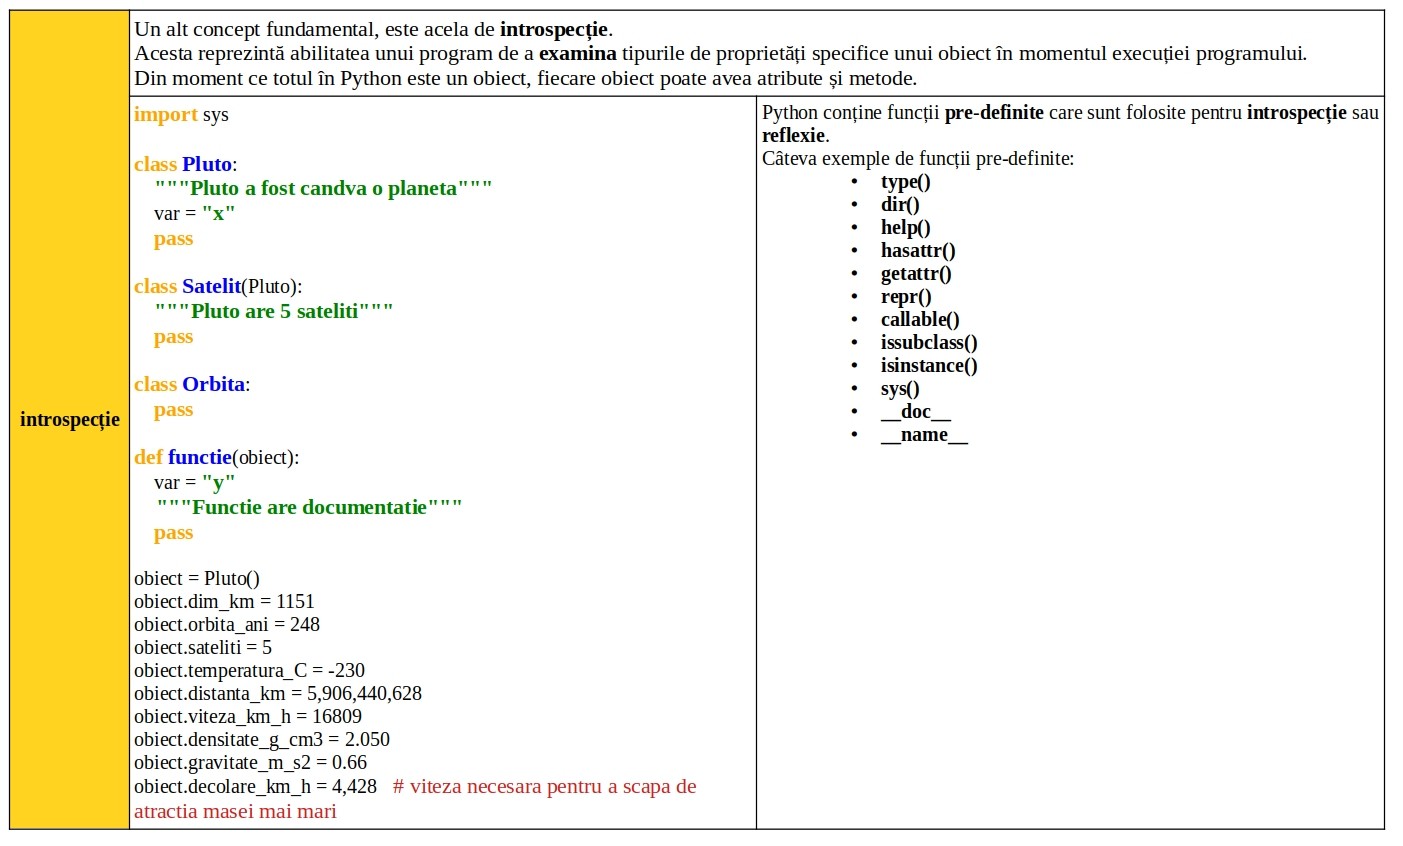 introspecție
Un alt concept fundamental, este acela de introspecție.
Acesta reprezintă abilitatea unui program de a examina tipurile de proprietăți specifice unui obiect în momentul execuției programului.
Din moment ce totul în Python este un obiect, fiecare obiect poate avea atribute și metode.
import sys
class Pluto:
"""Pluto a fost candva o planeta"""
var = "x"
pass
class Satelit(Pluto):
"""Pluto are 5 sateliti"""
pass
class Orbita:
pass
def functie(obiect):
var = "y"
"""Functie are documentatie"""
pass
obiect = Pluto()
obiect.dim_km = 1151
obiect.orbita_ani = 248
obiect.sateliti = 5
obiect.temperatura_C = -230
obiect.distanta_km = 5,906,440,628
obiect.viteza_km_h = 16809
obiect.densitate_g_cm3 = 2.050
obiect.gravitate_m_s2 = 0.66
obiect.decolare_km_h = 4,428 # viteza necesara pentru a scapa de
atractia masei mai mari
Python conține funcții pre-definite care sunt folosite pentru introspecție sau
reflexie.
Câteva exemple de funcții pre-definite:
• type()
• dir()
• help()
• hasattr()
• getattr()
• repr()
• callable()
• issubclass()
• isinstance()
• sys()
• __doc__
• __name__